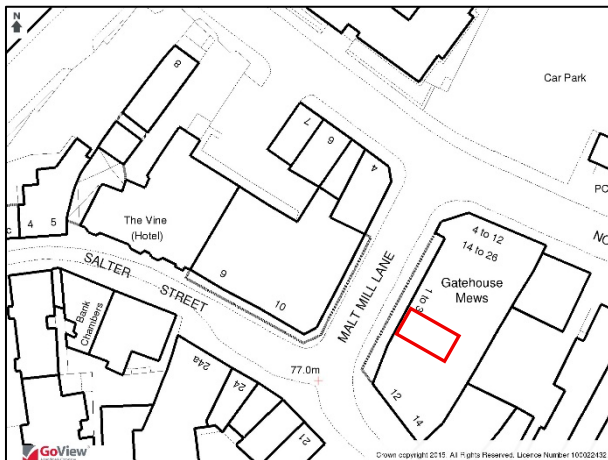 N
8
Car Park
7
6
4
PC
c
4
5
The Vine
(Hotel)
4 to 12
14 to 26
NO
Gatehouse
Mews
1 to 3
MALT MILL LANE
SALTER STREET
9
10
Bank
Chambers
77.0m
24a
24
21
12
14
GoView
Crown copyright 2015. All Rights Reserved. Licence Number 100022432